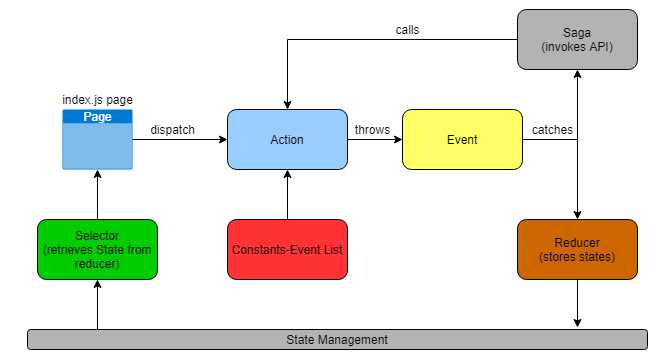 calls
Saga
(invokes API)
index.js page
Page
dispatch
Action
throws
Event
catches
Selector
(retrieves State from
reducer)
Constants-Event List
Reducer
(stores states)
State Management